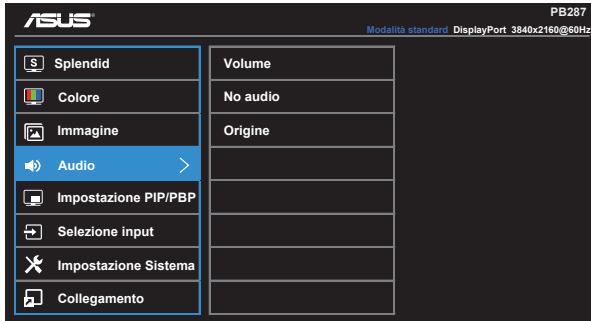 ASUS
PB287
Modalità standard DisplayPort 3840x2160@60Hz
S Splendid
Colore
Immagine
Audio
Impostazione PIP/PBP
Selezione input
Impostazione Sistema
Collegamento
Volume
No audio
Origine